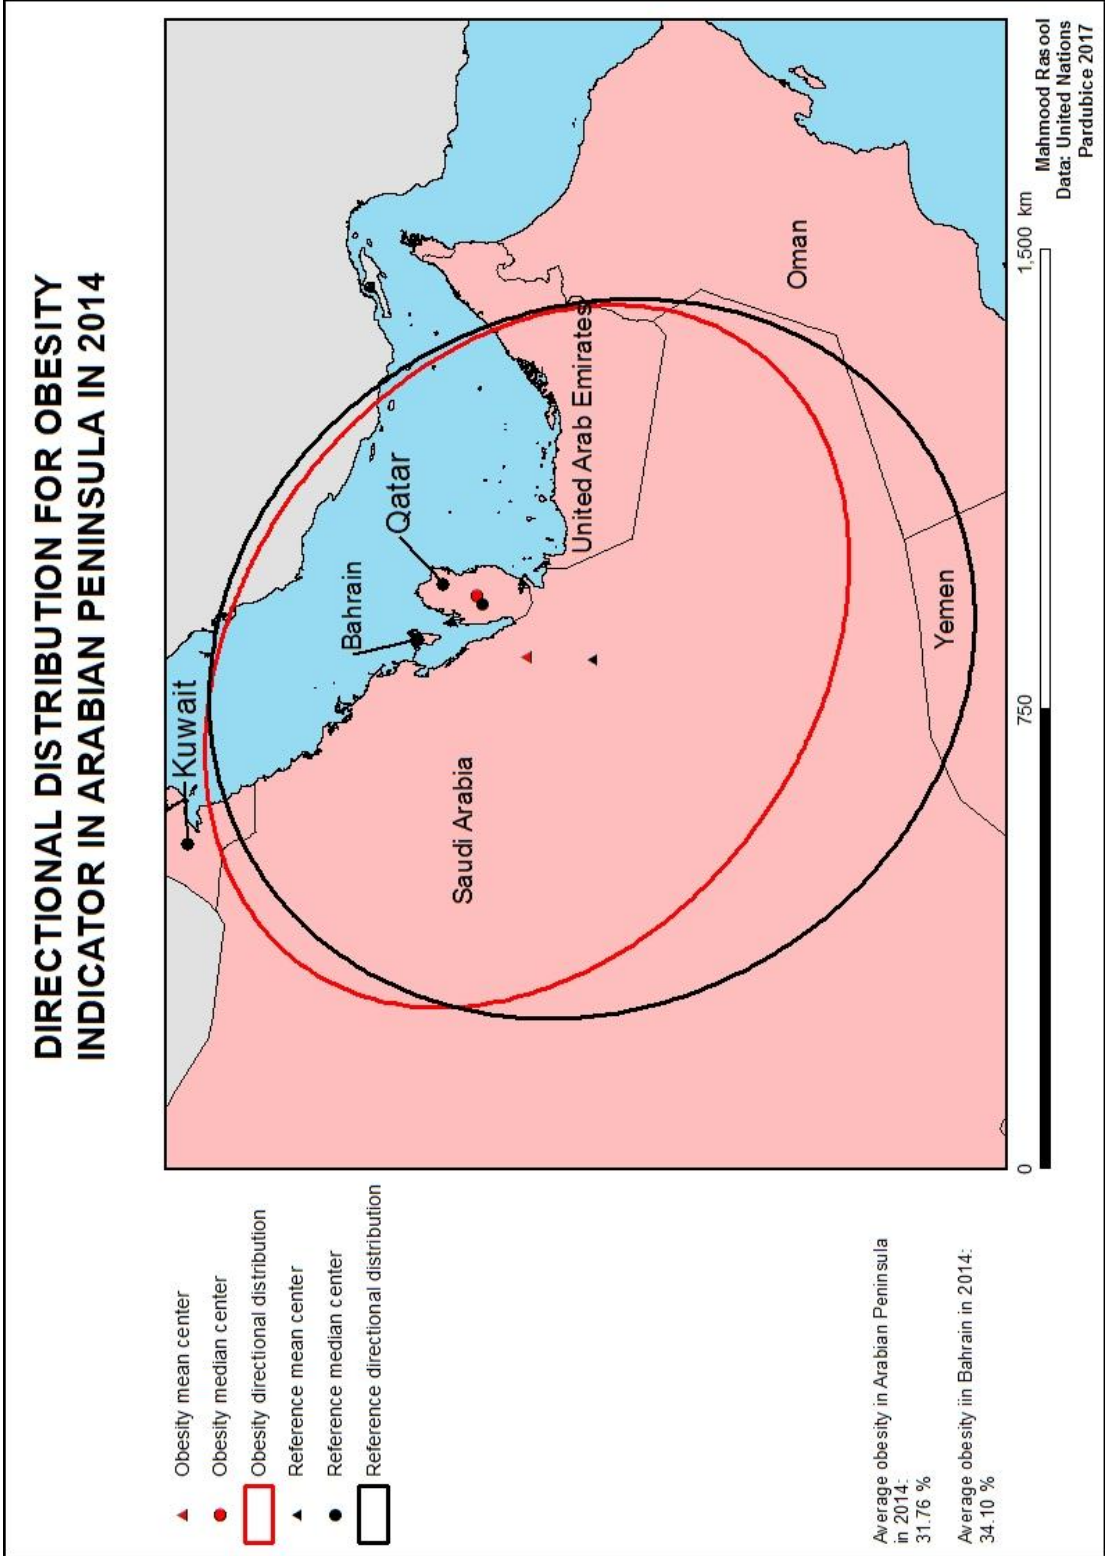 DIRECTIONAL DISTRIBUTION FOR OBESITY
INDICATOR IN ARABIAN PENINSULA IN 2014
Kuwait
Bahrain
Qatar
Saudi Arabia
United Arab Emirates
Oman
Yemen
Obesity mean center
Obesity median center
Obesity directional distribution
Reference mean center
Reference median center
Reference directional distribution
Average obesity in Arabian Peninsula
in 2014:
31.76 %
Average obesity iin Bahrain in 2014:
34.10 %
0
750
1,500 km
Mahmood Rasool
Data: United Nations
Pardubice 2017